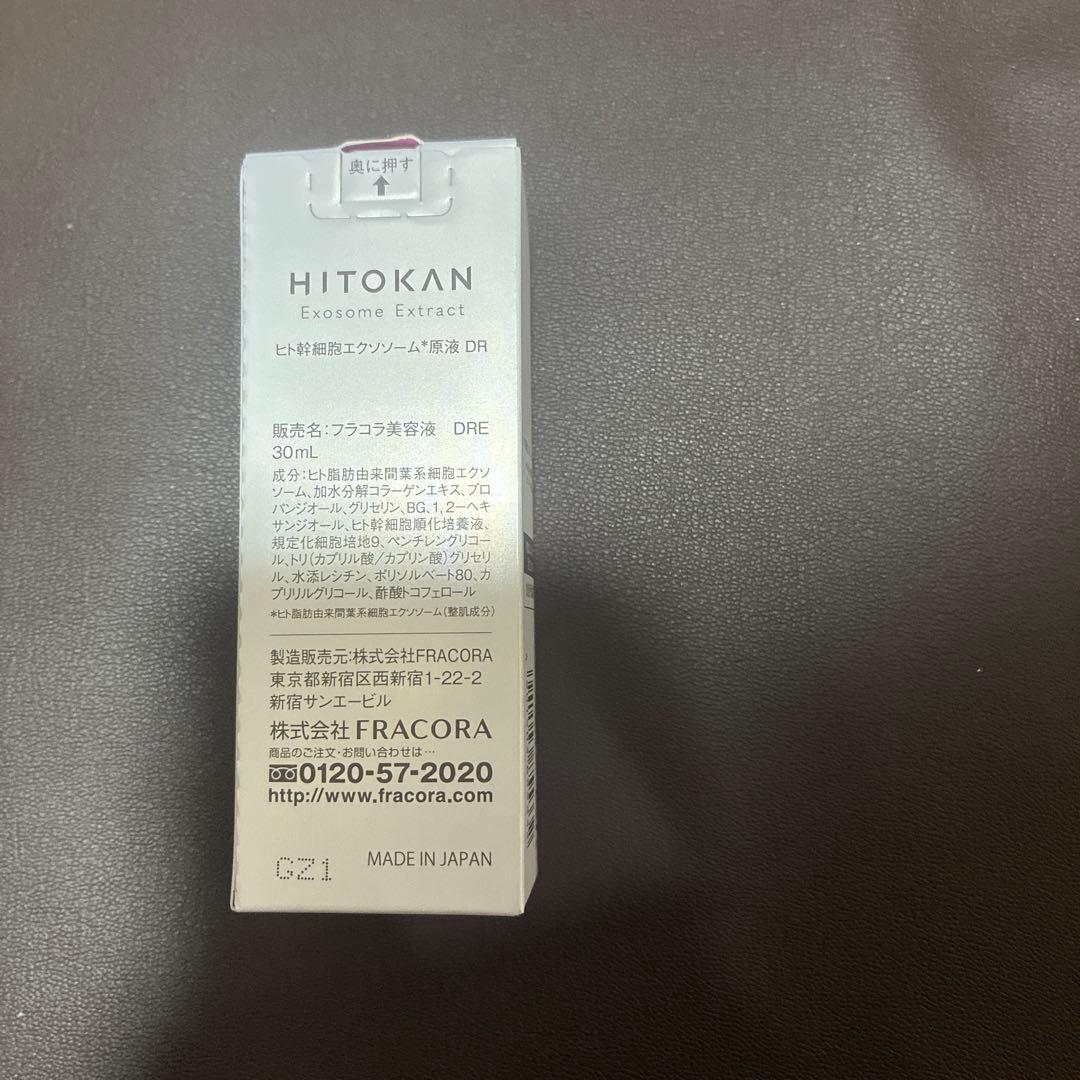 奥に押す
HITOKAN
Exosome Extract
ヒト幹細胞エクソソーム*原液 DR
販売名:フラコラ美容液 DRE
30mL
成分:ヒト脂肪由来間葉系細胞エクソ
ソーム、加水分解コラーゲンエキス、プロ
パンジオール、グリセリン、BG、1,2ーヘキ
サンジオール、ヒト幹細胞順化培養液、
規定化細胞培地9、ペンチレングリコー
ル、トリ(カプリル酸/カプリン酸)グリセリ
ル、水添レシチン、ポリソルベート80、カ
プリリルグリコール、酢酸トコフェロール
*ヒト脂肪由来間葉系細胞エクソソーム(整肌成分)
製造販売元:株式会社FRACORA
東京都新宿区西新宿1-22-2
新宿サンエービル
株式会社 FRACORA
商品のご注文・お問い合わせは…
0120-57-2020
http://www.fracora.com
MADE IN JAPAN
GZ1